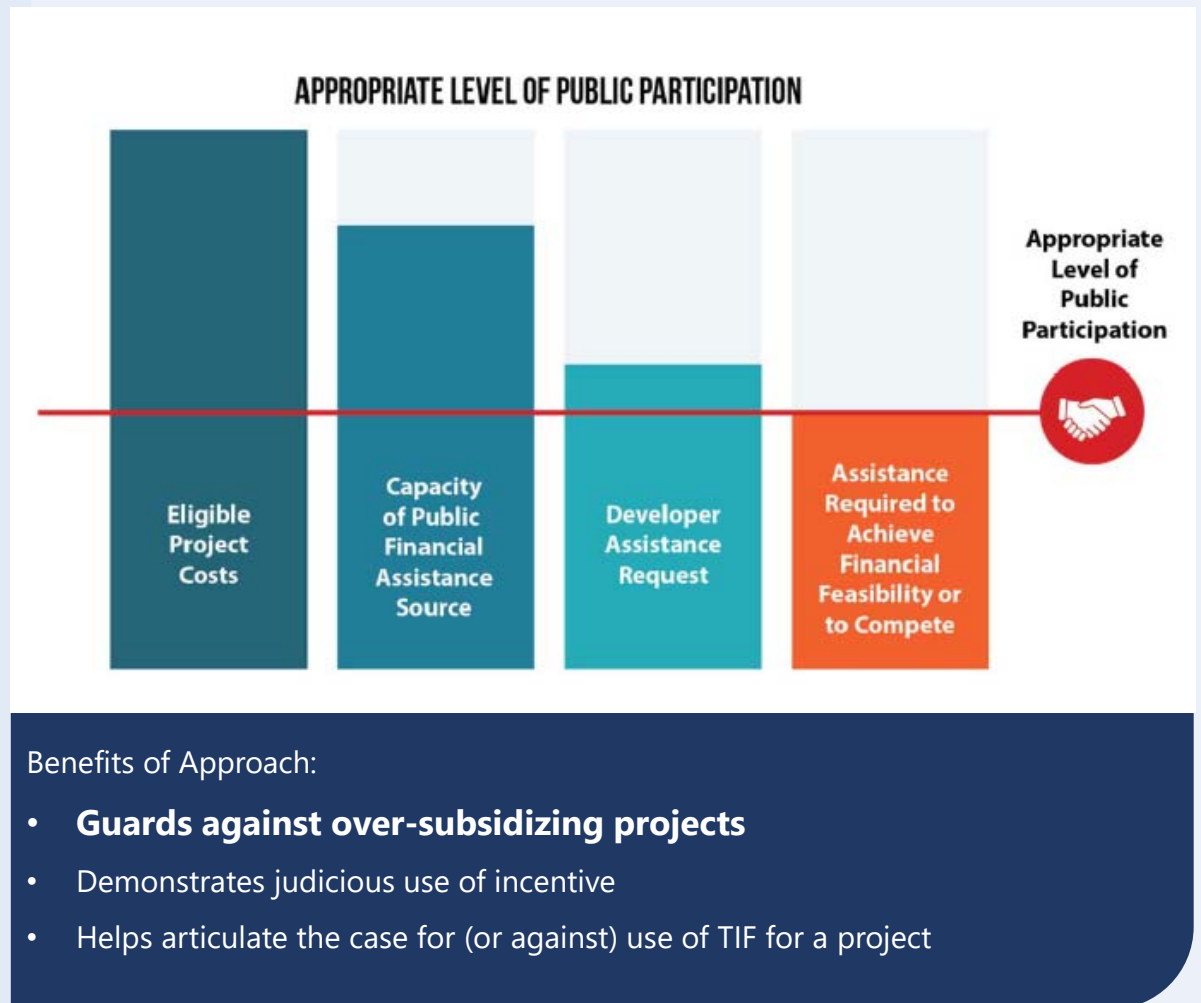 APPROPRIATE LEVEL OF PUBLIC PARTICIPATION
Eligible
Project
Costs
Capacity
of Public
Financial
Assistance
Source
Developer
Assistance
Request
Assistance
Required to
Achieve
Financial
Feasibility or
to Compete
Appropriate
Level of
Public
Participation
Benefits of Approach:
• Guards against over-subsidizing projects
• Demonstrates judicious use of incentive
• Helps articulate the case for (or against) use of TIF for a project